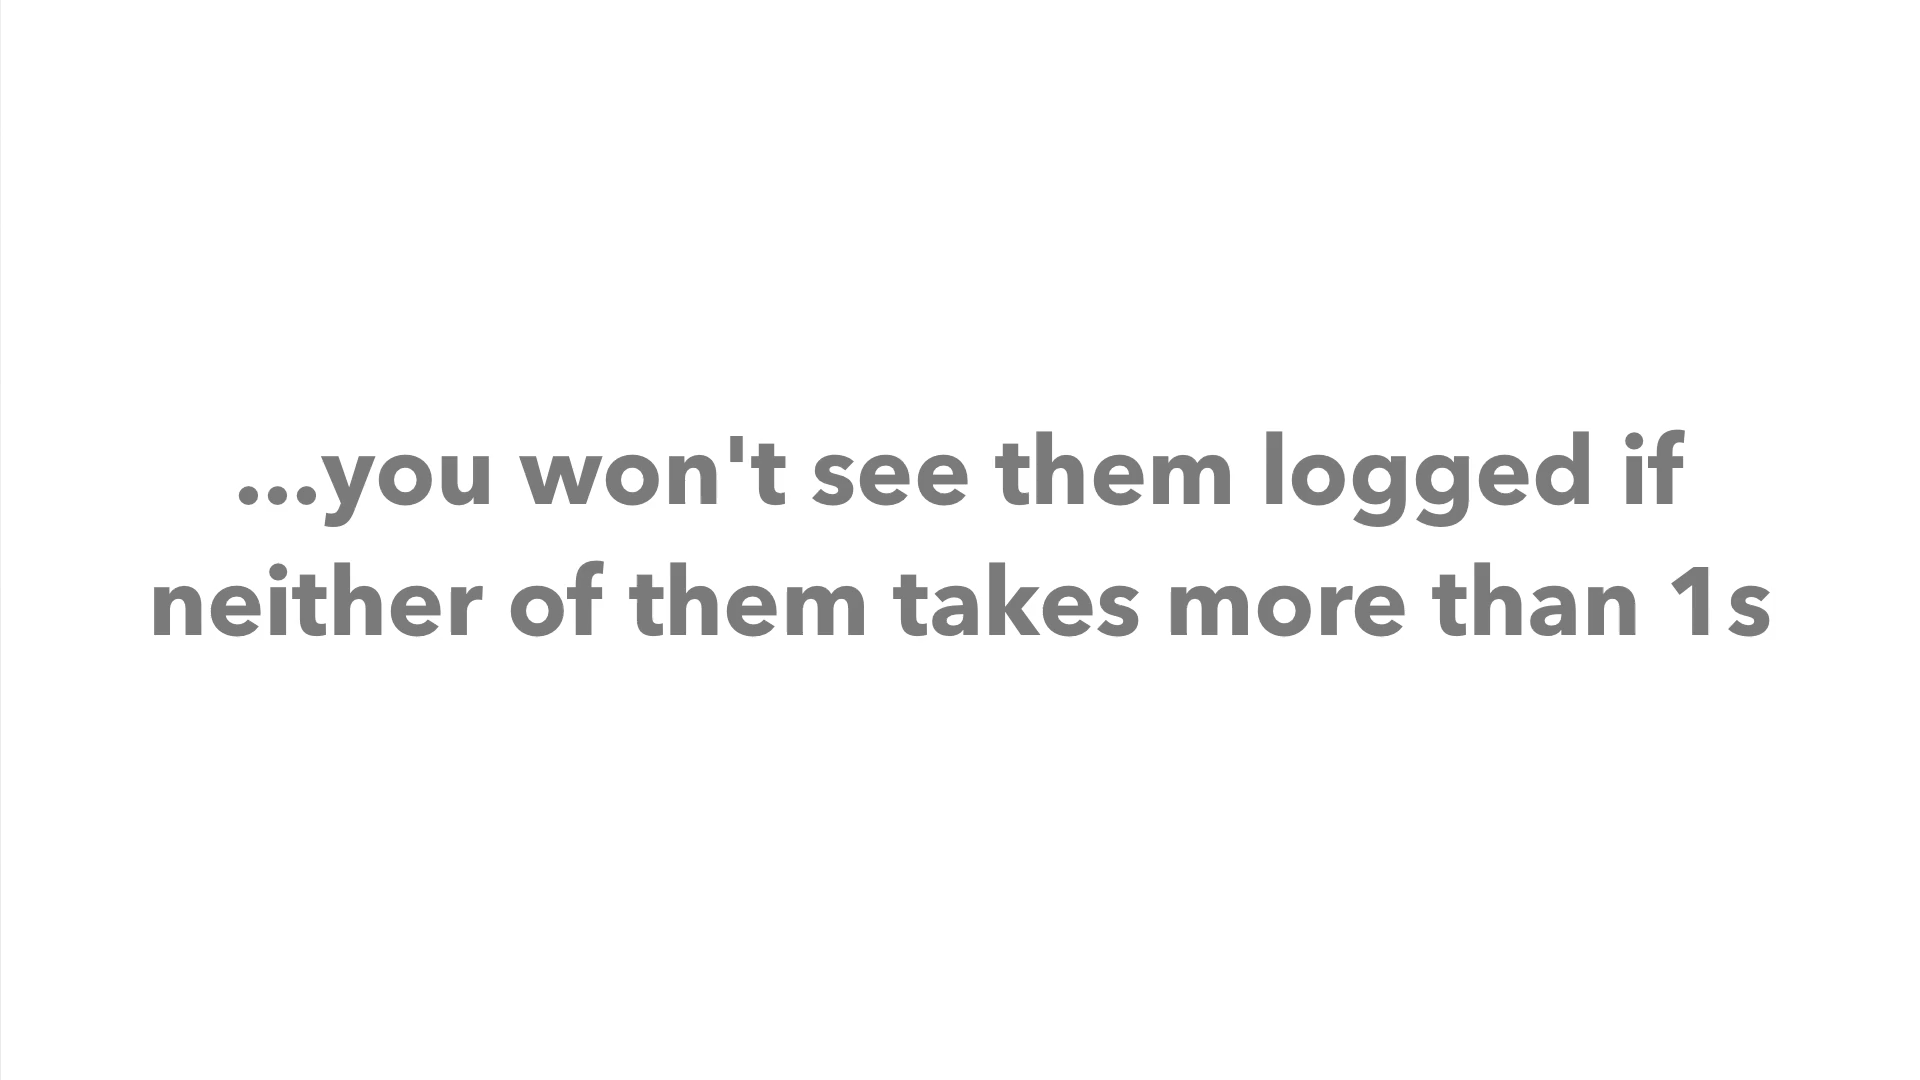 ...you won't see them logged if
neither of them takes more than 1s